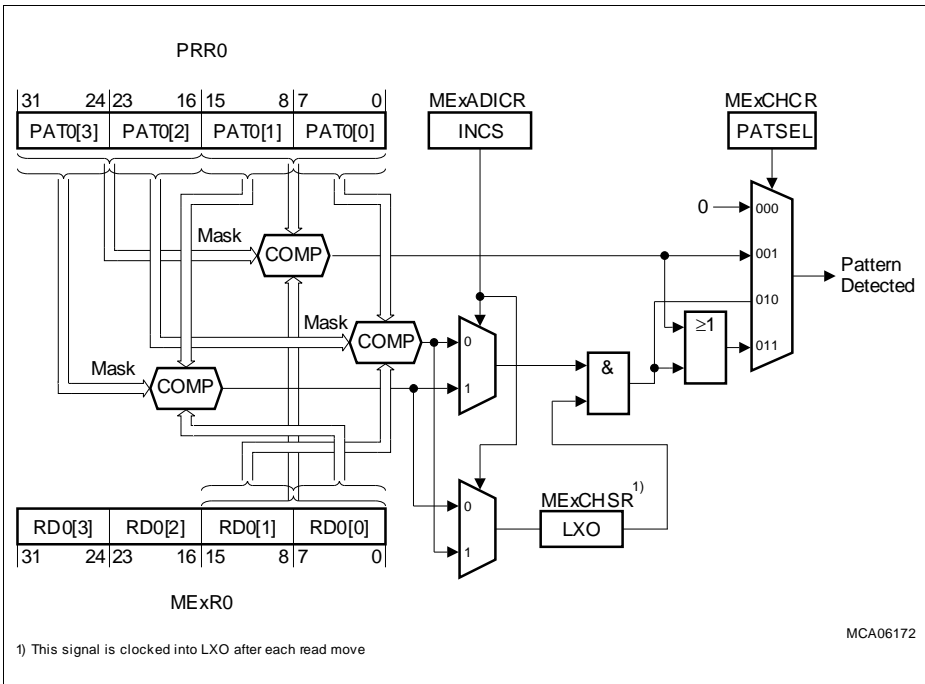 PRR0
31 24 23 16 15 8 7 0
PAT0[3] PAT0[2] PAT0[1] PAT0[0]
MExADICR
INCS
MExCHCR
PATSEL
0
000
001
010
011
Pattern
Detected
Mask
COMP
Mask
COMP
Mask
COMP
0
1
&
≥1
0
1
MExCHSR 1)
LXO
RD0[3] RD0[2] RD0[1] RD0[0]
31 24 23 16 15 8 7 0
MExR0
MCA06172
1) This signal is clocked into LXO after each read move